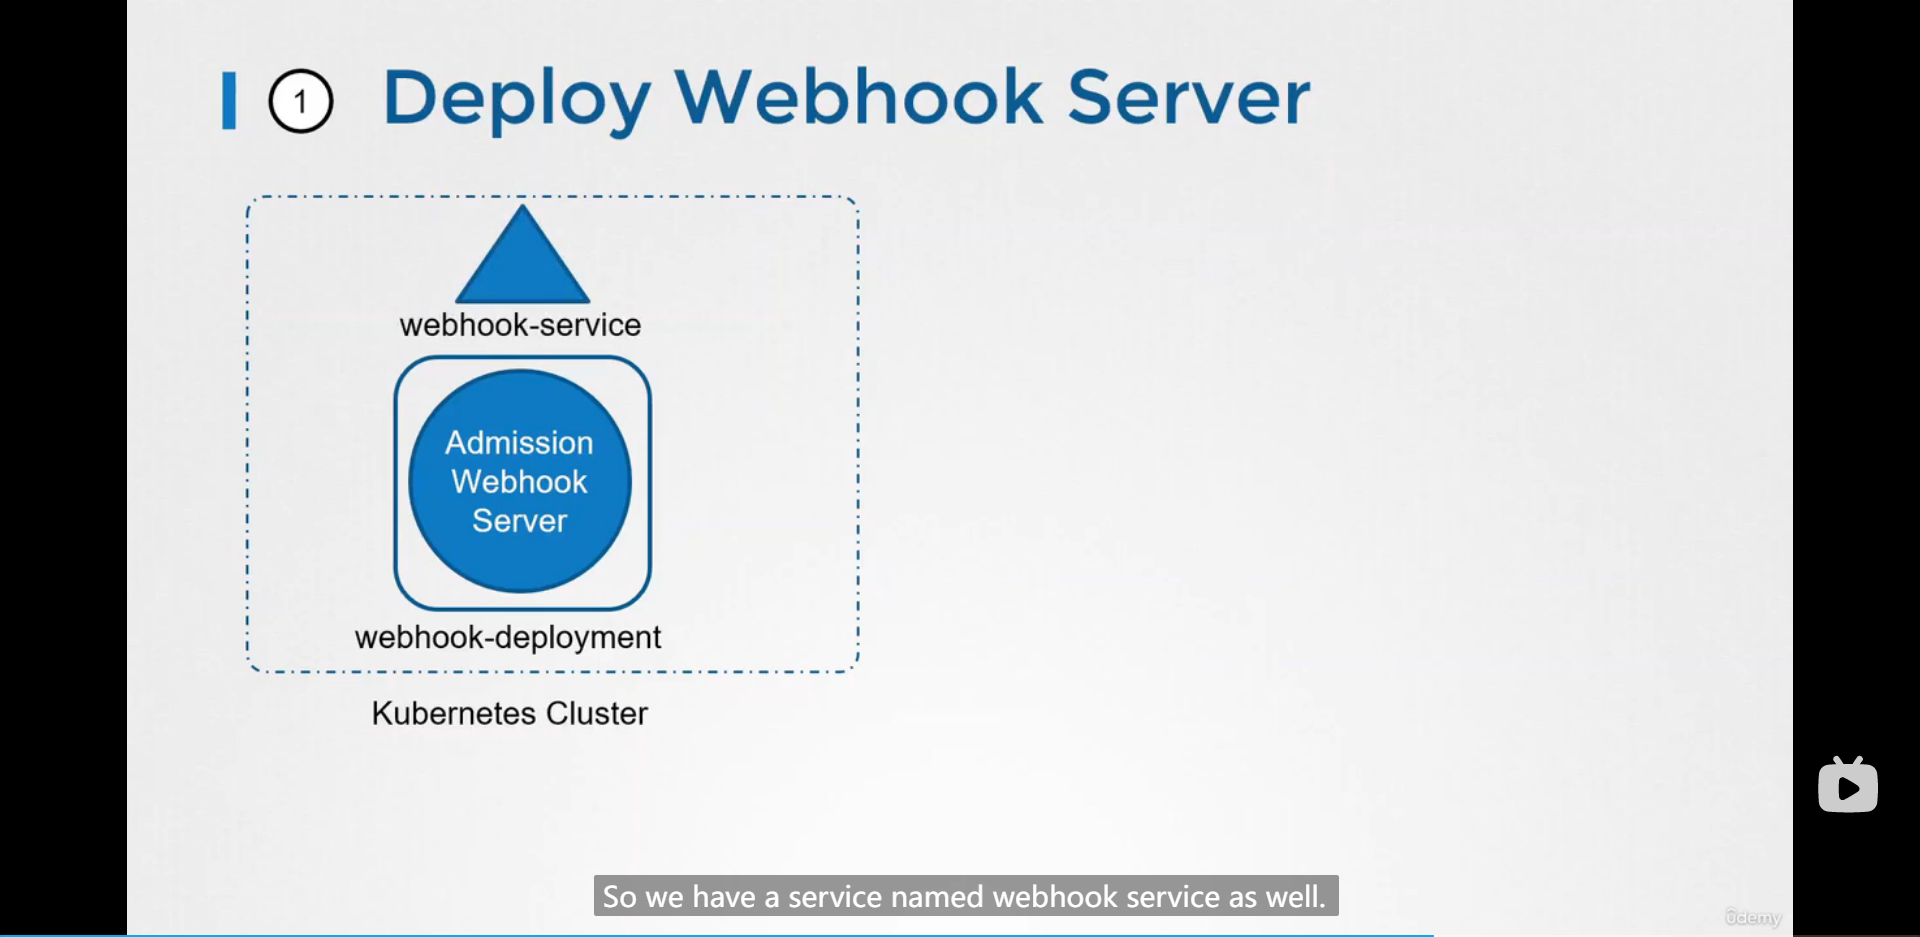 1 Deploy Webhook Server
webhook-service
Admission
Webhook
Server
webhook-deployment
Kubernetes Cluster
So we have a service named webhook service as well.
ûdemy